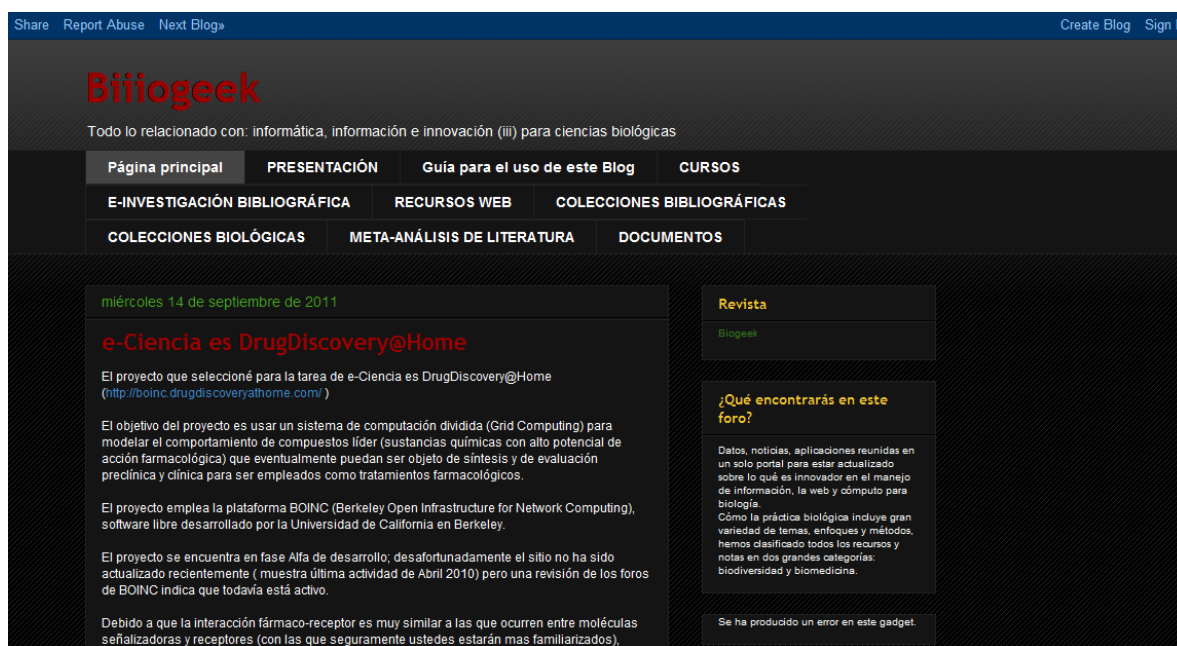 Share Report Abuse Next Blog» Create Blog Sign
Biiiogeek
Todo lo relacionado con: informática, información e innovación (iii) para ciencias biológicas
Página principal PRESENTACIÓN Guía para el uso de este Blog CURSOS
E-INVESTIGACIÓN BIBLIOGRÁFICA RECURSOS WEB COLECCIONES BIBLIOGRÁFICAS
COLECCIONES BIOLÓGICAS META-ANÁLISIS DE LITERATURA DOCUMENTOS
miércoles 14 de septiembre de 2011
e-Ciencia es DrugDiscovery@Home
El proyecto que seleccioné para la tarea de e-Ciencia es DrugDiscovery@Home
(http://boinc.drugdiscoveryathome.com/ )
El objetivo del proyecto es usar un sistema de computación dividida (Grid Computing) para
modelar el comportamiento de compuestos líder (sustancias químicas con alto potencial de
acción farmacológica) que eventualmente puedan ser objeto de síntesis y de evaluación
preclínica y clínica para ser empleados como tratamientos farmacológicos.
El proyecto emplea la plataforma BOINC (Berkeley Open Infrastructure for Network Computing),
software libre desarrollado por la Universidad de California en Berkeley.
El proyecto se encuentra en fase Alfa de desarrollo; desafortunadamente el sitio no ha sido
actualizado recientemente ( muestra última actividad de Abril 2010) pero una revisión de los foros
de BOINC indica que todavía está activo.
Debido a que la interacción fármaco-receptor es muy similar a las que ocurren entre moléculas
señalizadoras y receptores (con las que seguramente ustedes estarán mas familiarizados),
Revista
Biogeek
¿Qué encontrarás en este
foro?
Datos, noticias, aplicaciones reunidas en
un solo portal para estar actualizado
sobre lo qué es innovador en el manejo
de información, la web y cómputo para
biología.
Cómo la práctica biológica incluye gran
variedad de temas, enfoques y métodos,
hemos clasificado todos los recursos y
notas en dos grandes categorías:
biodiversidad y biomedicina.
Se ha producido un error en este gadget.